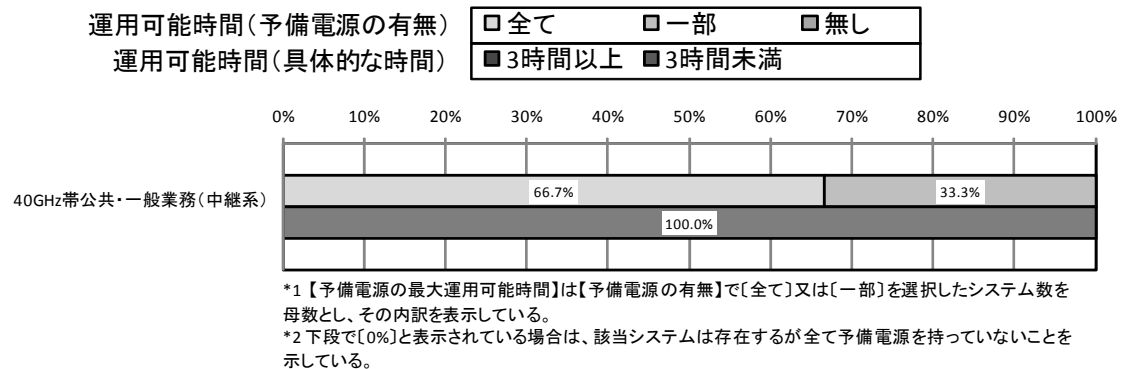 運用可能時間(予備電源の有無) 全て 一部 無し
運用可能時間(具体的な時間) 3時間以上 3時間未満
0% 10% 20% 30% 40% 50% 60% 70% 80% 90% 100%
40GHz帯公共・一般業務(中継系) 66.7% 33.3%
100.0%
*1 【予備電源の最大運用可能時間】は【予備電源の有無】で〔全て〕又は〔一部〕を選択したシステム数を
母数とし、その内訳を表示している。
*2 下段で〔0%〕と表示されている場合は、該当システムは存在するが全て予備電源を持っていないことを
示している。